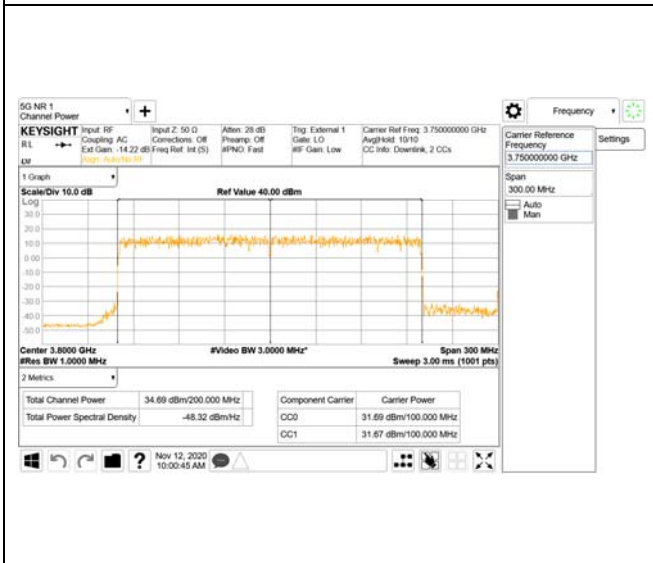 5G NR 1
Channel Power
Frequency
KEYSIGHT Input: RF Input Z: 50 Ω Atten: 28 dB Trig: External 1 Carrier Ref Freq: 3.750000000 GHz
RL Coupling: AC Corrections: Off Preamp: Off Gate: LO Avg|Hold: 10/10
Ext Gain: -14.22 dB Freq Ref: Int (S) #PNO: Fast #IF Gain: Low CC Info: Downlink, 2 CCs
Align: Auto/No RF
Carrier Reference
Frequency
3.750000000 GHz
Settings
Span
300.00 MHz
Auto
Man
1 Graph
Scale/Div 10.0 dB Ref Value 40.00 dBm
Log
30.0
20.0
10.0
0.00
-10.0
-20.0
-30.0
-40.0
-50.0
Center 3.8000 GHz #Video BW 3.0000 MHz* Span 300 MHz
#Res BW 1.0000 MHz Sweep 3.00 ms (1001 pts)
2 Metrics
Total Channel Power 34.69 dBm/200.000 MHz Component Carrier Carrier Power
Total Power Spectral Density -48.32 dBm/Hz CC0 31.69 dBm/100.000 MHz
CC1 31.67 dBm/100.000 MHz
? Nov 12, 2020
10:00:45 AM